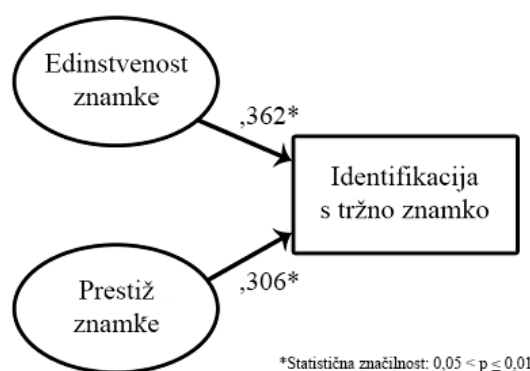 Edinstvenost
znamke
,362*
Identifikacija
s tržno znamko
,306*
Prestiž
znamke
*Statistična značilnost: 0,05 < p ≤ 0,01